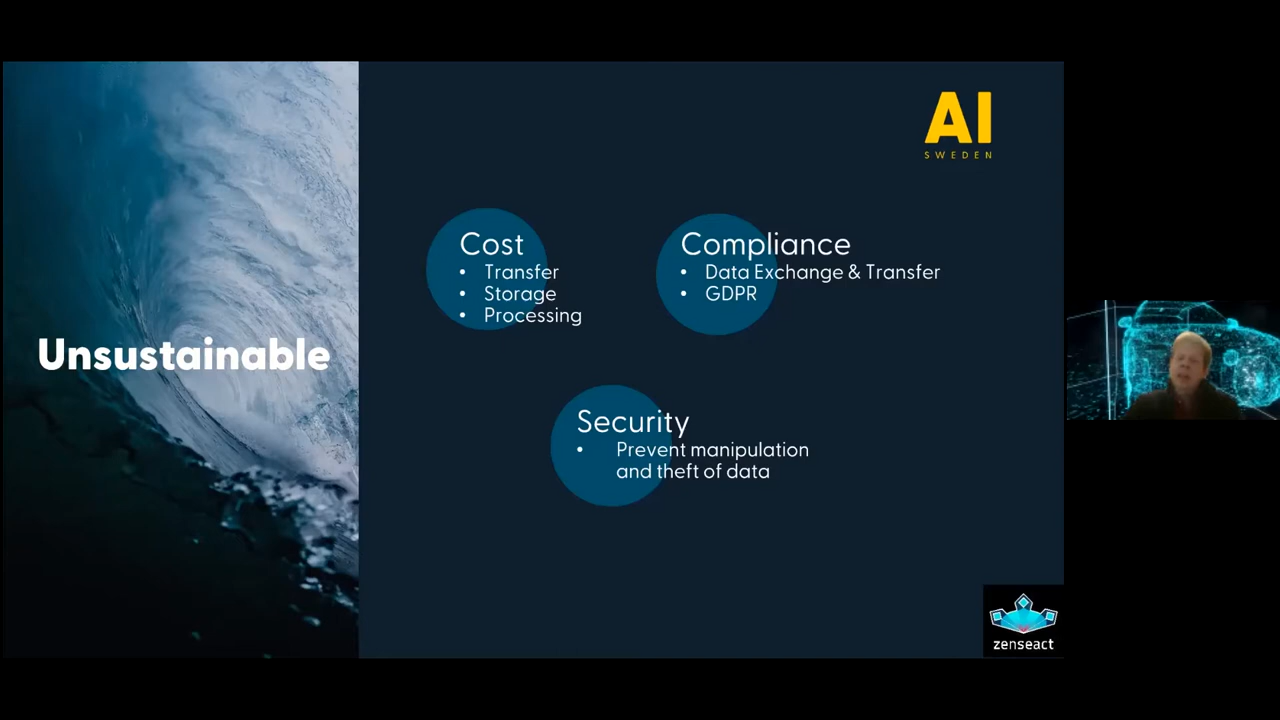 Unsustainable
AI
SWEDEN
Cost
• Transfer
• Storage
• Processing
Compliance
• Data Exchange & Transfer
• GDPR
Security
• Prevent manipulation
and theft of data
zenseact